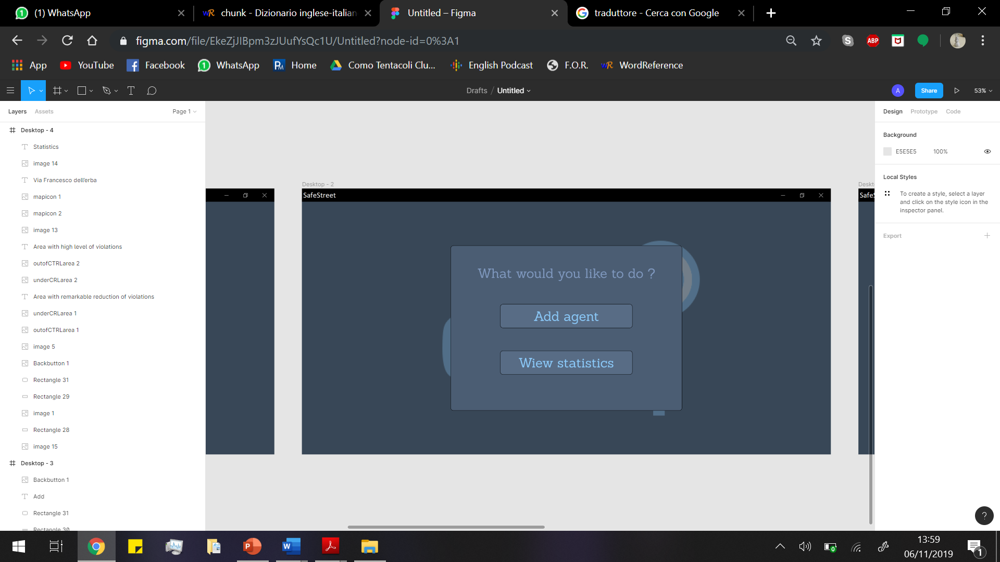 (1) WhatsApp
chunk - Dizionario inglese-italian
Untitled – Figma
traduttore - Cerca con Google
figma.com/file/EkeZjJIBpm3zJUufYsQc1U/Untitled?node-id=0%3A1
App
YouTube
Facebook
WhatsApp
Home
Como Tentacoli Clu...
English Podcast
F.O.R.
WordReference
Drafts / Untitled
A
Share
53%
Layers
Assets
Page 1
Desktop - 4
Statistics
image 14
Via Francesco dell'erba
mapicon 1
mapicon 2
image 13
Area with high level of violations
outofCTRLarea 2
underCRLarea 2
Area with remarkable reduction of violations
underCRLarea 1
outofCTRLarea 1
image 5
Backbutton 1
Rectangle 31
Rectangle 29
image 1
Rectangle 28
image 15
Desktop - 3
Backbutton 1
Add
Rectangle 31
Rectangle 30
Desktop - 2
SafeStreet
What would you like to do ?
Add agent
Wiew statistics
Deskt
SafeS
Design
Prototype
Code
Background
E5E5E5
100%
Local Styles
To create a style, select a layer
and click on the style icon in the
inspector panel.
Export
?
ABP
13:59
06/11/2019
1